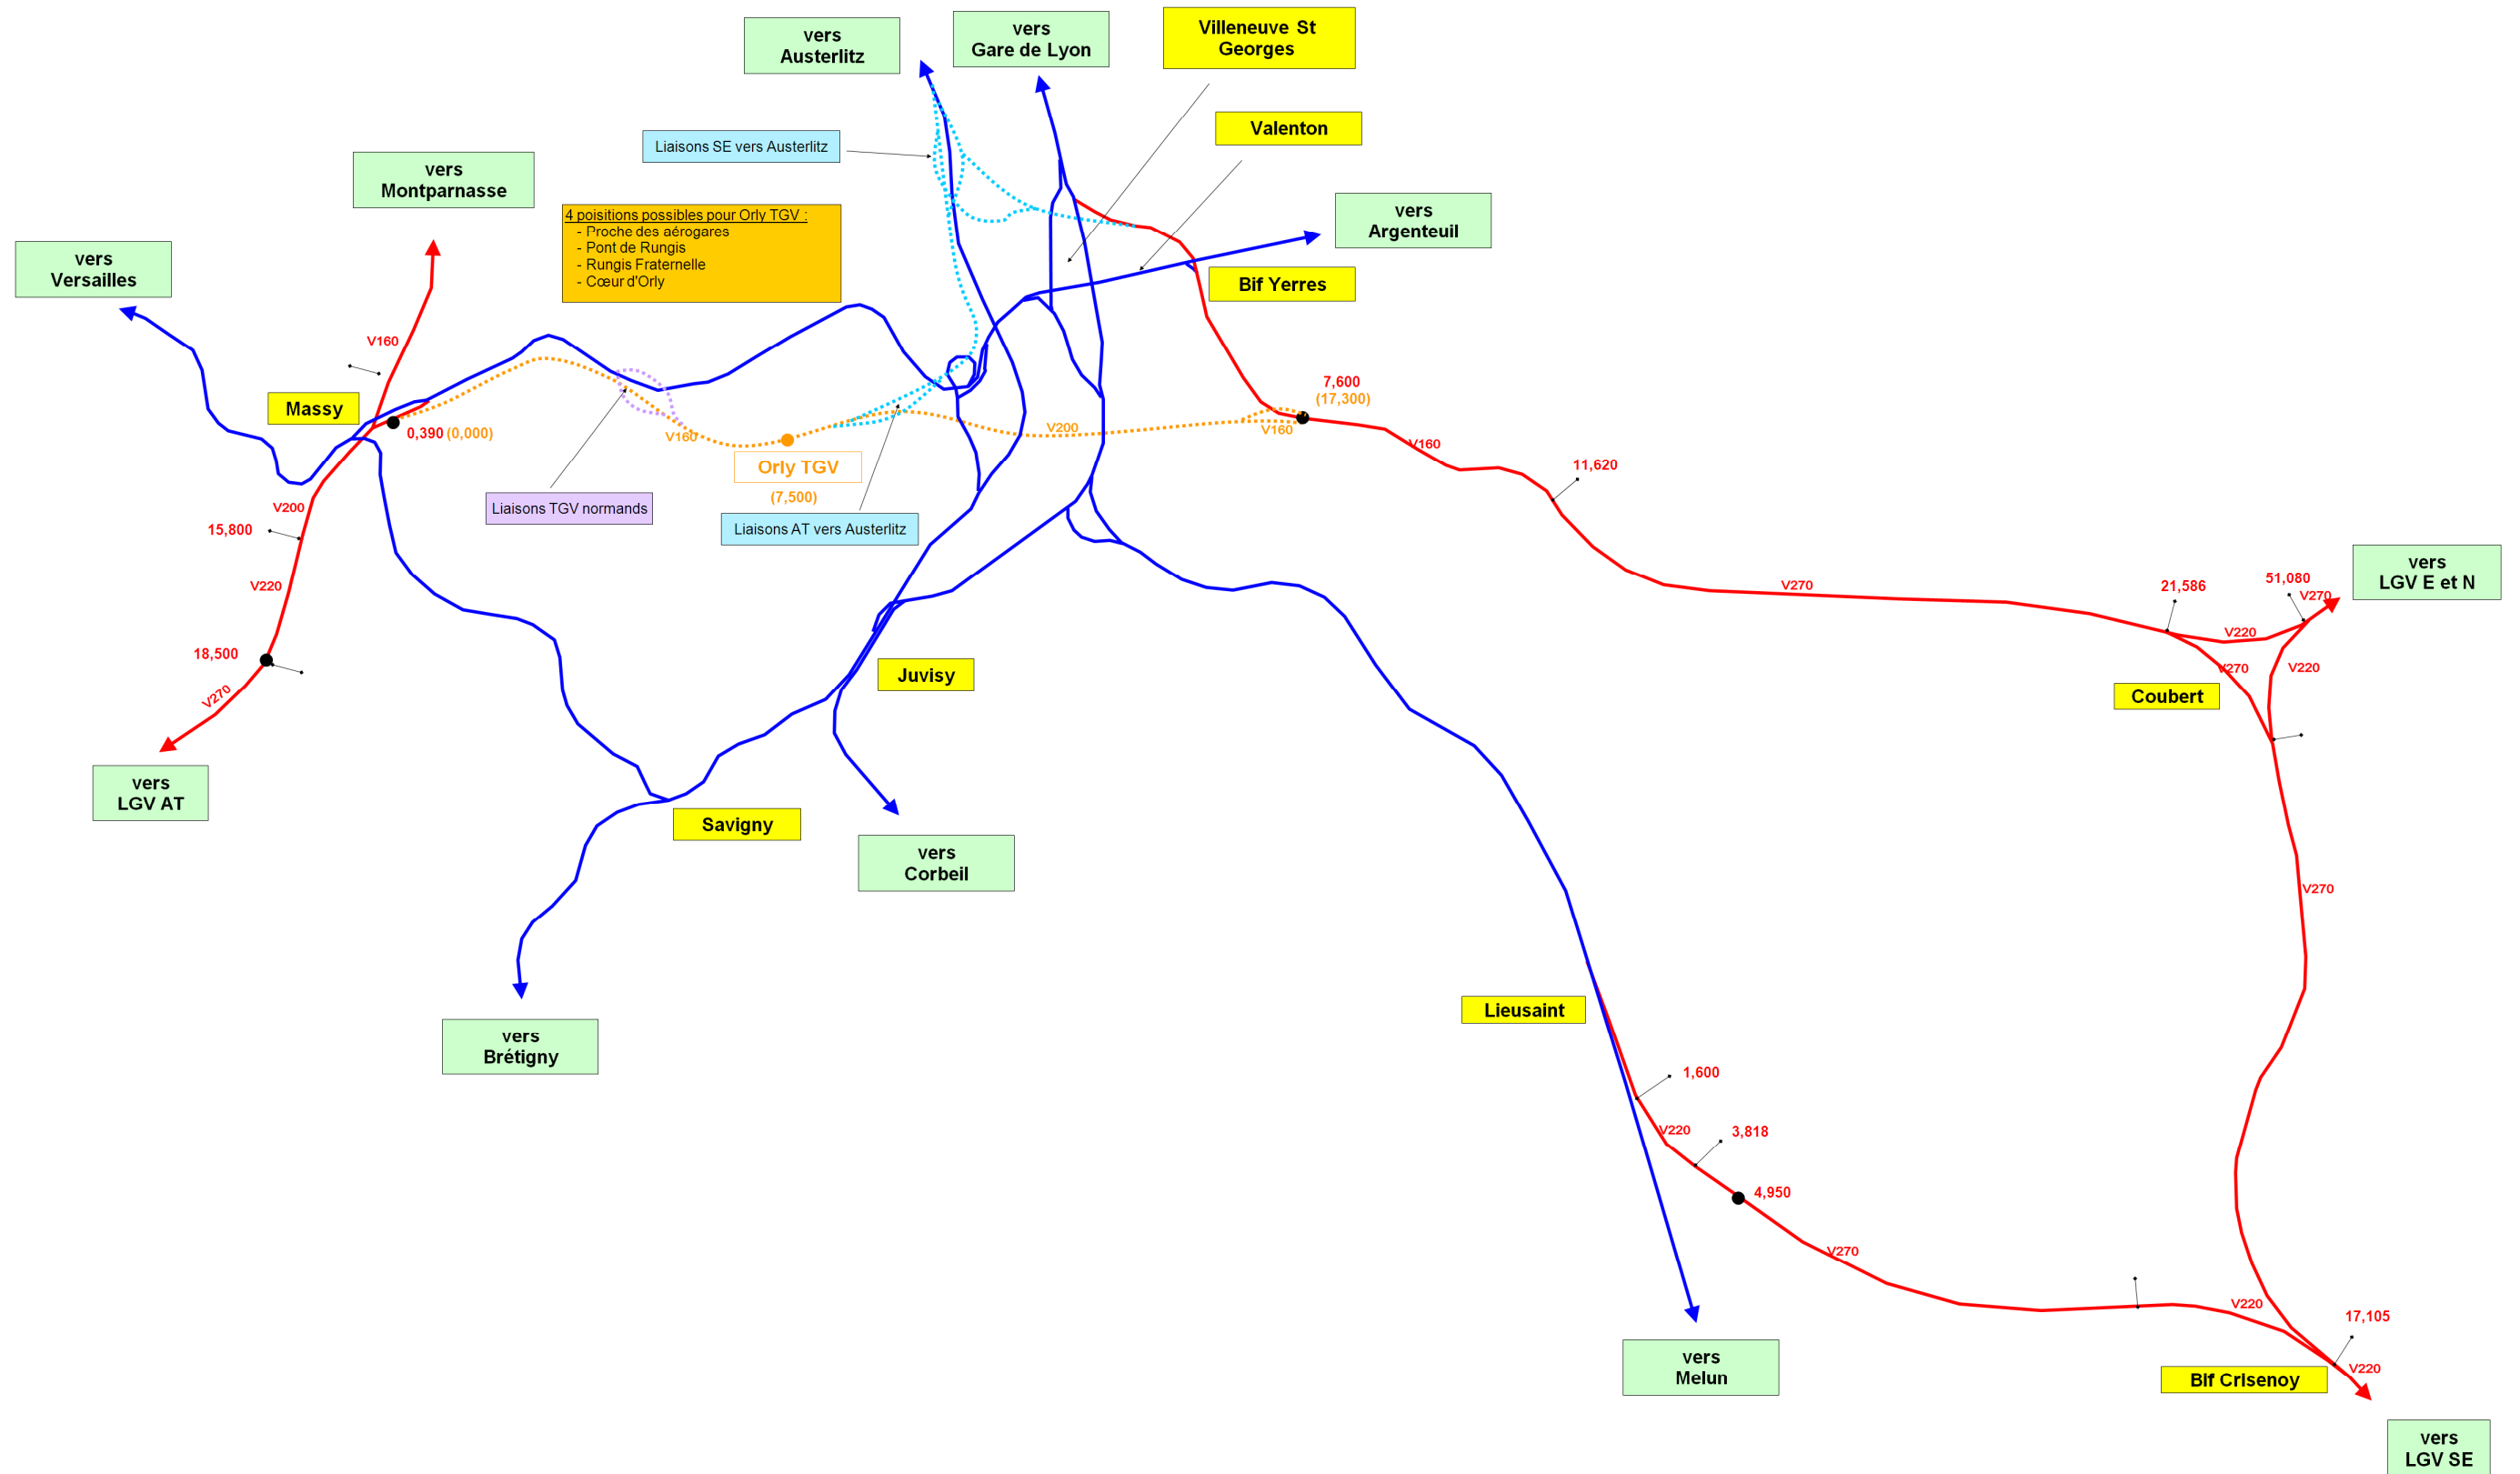 vers
Austerlitz
vers
Gare de Lyon
Villeneuve St
Georges
Valenton
Liaisons SE vers Austerlitz
vers
Montparnasse
vers
Argenteuil
4 poisitions possibles pour Orly TGV :
- Proche des aérogares
- Pont de Rungis
- Rungis Fraternelle
- Cœur d'Orly
vers
Versailles
Bif Yerres
V160
Massy
0,390 (0,000)
V160
Orly TGV
(7,500)
V200
V160
7,600
(17,300)
V160
11,620
Liaisons TGV normands
Liaisons AT vers Austerlitz
V200
15,800
V220
18,500
V270
vers
LGV AT
V270
21,586
51,080
V270
vers
LGV E et N
V220
V270
V220
Coubert
Juvisy
Savigny
vers
Corbeil
V270
vers
Brétigny
Lieusaint
1,600
V220
3,818
4,950
V270
V220
17,105
V220
Bif Crisenoy
vers
Melun
vers
LGV SE